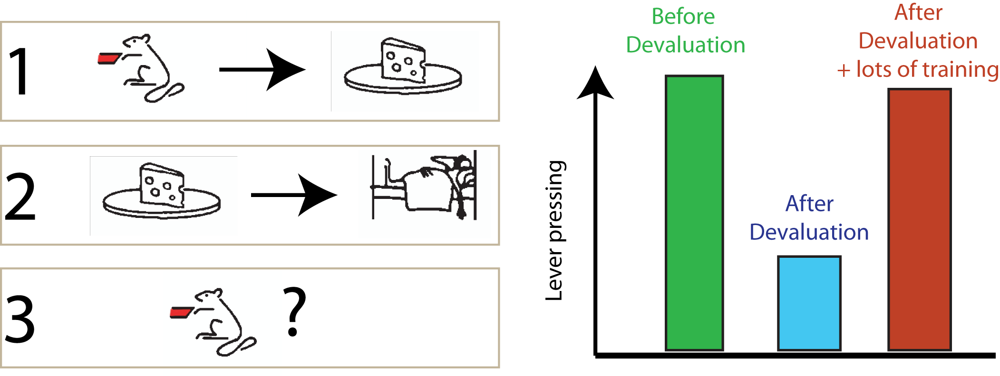 1
2
3
?
Lever pressing
Before
Devaluation
After
Devaluation
After
Devaluation
+ lots of training